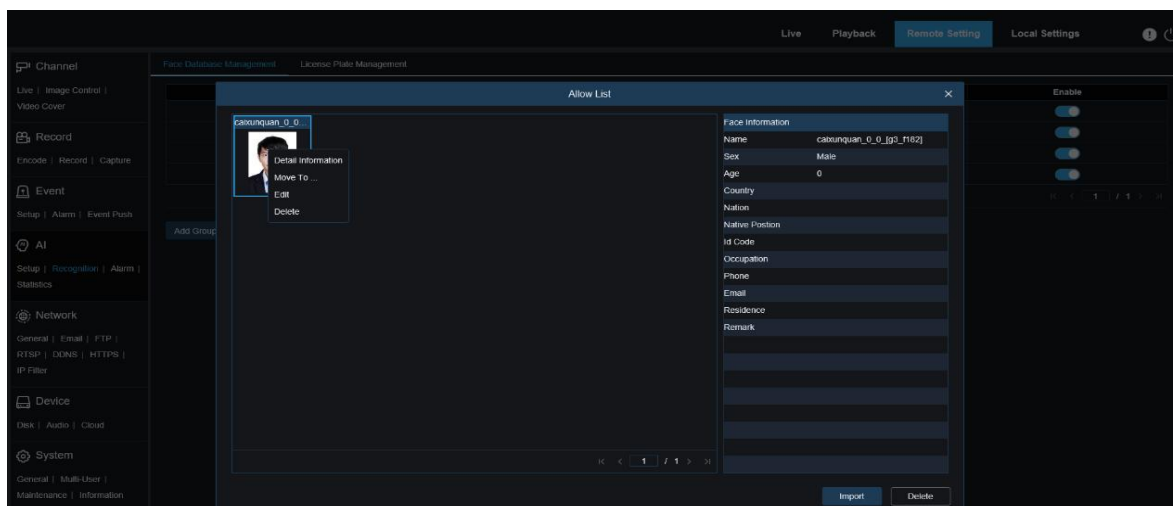 Live Playback Remote Setting Local Settings
Channel
Live | Image Control |
Video Cover
Record
Encode | Record | Capture
Event
Setup | Alarm | Event Push
AI
Setup | Recognition | Alarm |
Statistics
Network
General | Email | FTP |
RTSP | DDNS | HTTPS |
IP Filter
Device
Disk | Audio | Cloud
System
General | Multi-User |
Maintenance | Information
Face Database Management License Plate Management
Enable
1 / 1
Add Group
Allow List
caixunquan_0_0...
Detail Information
Move To ...
Edit
Delete
1 / 1
Face Information
Name caixunquan_0_0_[g3_f182]
Sex Male
Age 0
Country
Nation
Native Postion
Id Code
Occupation
Phone
Email
Residence
Remark
Import Delete